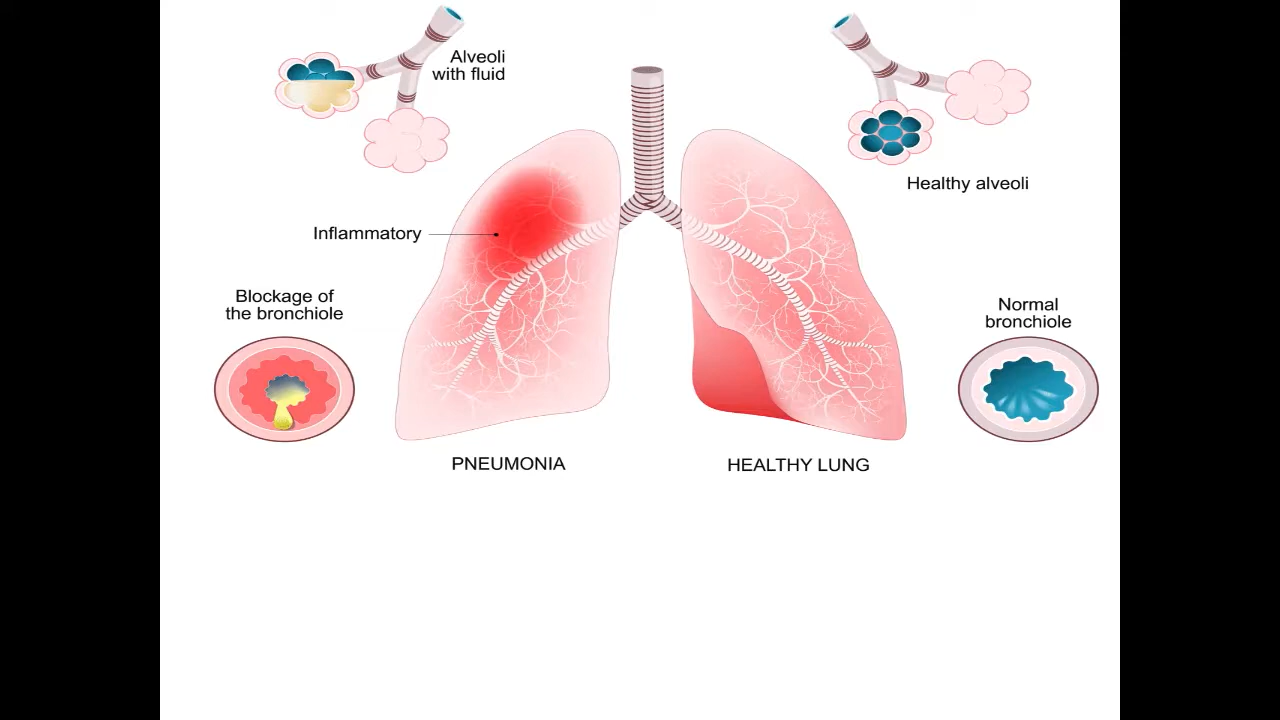 Alveoli
with fluid
Healthy alveoli
Inflammatory
Blockage of
the bronchiole
Normal
bronchiole
PNEUMONIA
HEALTHY LUNG